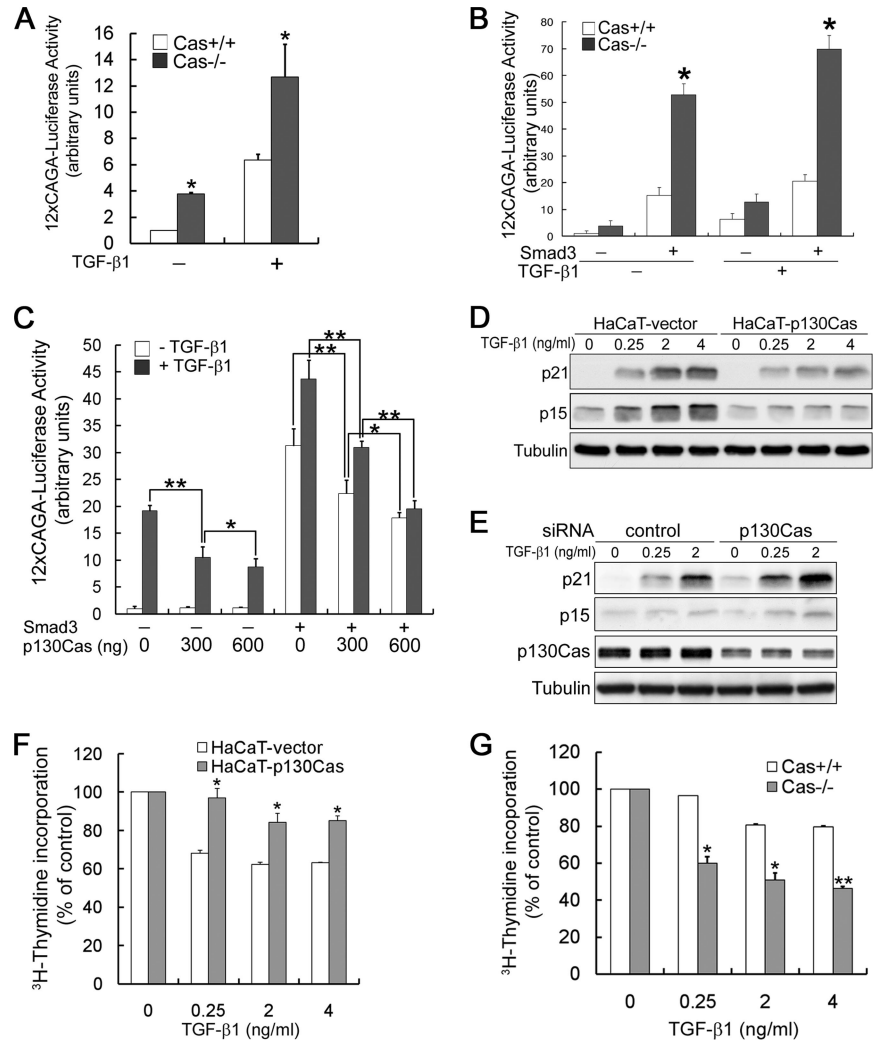 A
12xCAGA-Luciferase Activity
(arbitrary units)
16
14
12
10
8
6
4
2
0
Cas+/+
Cas-/-
*
*
TGF-β1 – +
B
12xCAGA-Luciferase Activity
(arbitrary units)
80
70
60
50
40
30
20
10
0
Cas+/+
Cas-/-
*
*
Smad3 – + – +
TGF-β1 – +
C
12xCAGA-Luciferase Activity
(arbitrary units)
50
45
40
35
30
25
20
15
10
5
0
- TGF-β1
+ TGF-β1
**
*
**
**
**
*
Smad3 – – – + + +
p130Cas (ng) 0 300 600 0 300 600
D
HaCaT-vector HaCaT-p130Cas
TGF-β1 (ng/ml) 0 0.25 2 4 0 0.25 2 4
p21
p15
Tubulin
E
siRNA control p130Cas
TGF-β1 (ng/ml) 0 0.25 2 0 0.25 2
p21
p15
p130Cas
Tubulin
F
³H-Thymidine incorporation
(% of control)
120
100
80
60
40
20
0
HaCaT-vector
HaCaT-p130Cas
*
*
*
0 0.25 2 4
TGF-β1 (ng/ml)
G
³H-Thymidine incoporation
(% of control)
120
100
80
60
40
20
0
Cas+/+
Cas-/-
*
*
**
0 0.25 2 4
TGF-β1 (ng/ml)